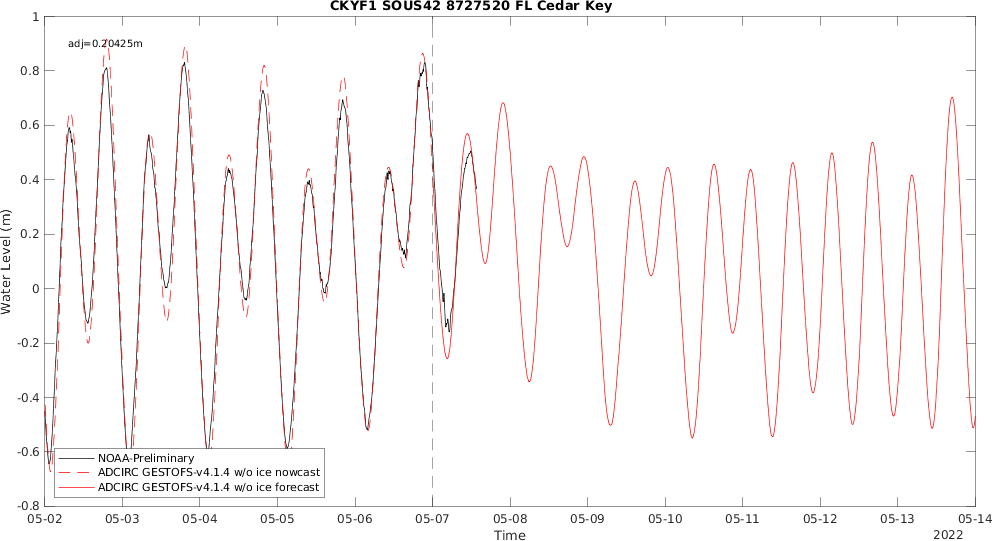 CKYF1 SOUS42 8727520 FL Cedar Key
adj=0.20425m
Water Level (m)
1
0.8
0.6
0.4
0.2
0
-0.2
-0.4
-0.6
-0.8
NOAA-Preliminary
ADCIRC GESTOFS-v4.1.4 w/o ice nowcast
ADCIRC GESTOFS-v4.1.4 w/o ice forecast
05-02 05-03 05-04 05-05 05-06 05-07 05-08 05-09 05-10 05-11 05-12 05-13 05-14
Time
2022